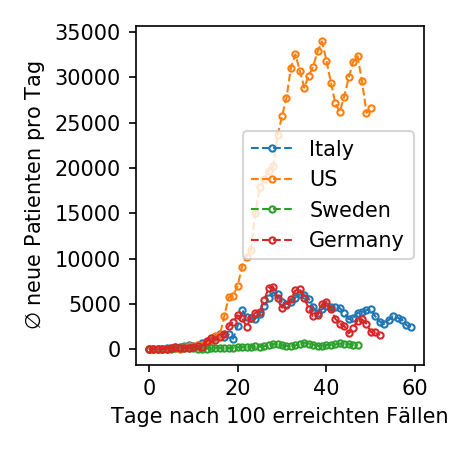 35000
30000
25000
20000
15000
10000
5000
0
∅ neue Patienten pro Tag
Italy
US
Sweden
Germany
0 20 40 60
Tage nach 100 erreichten Fällen